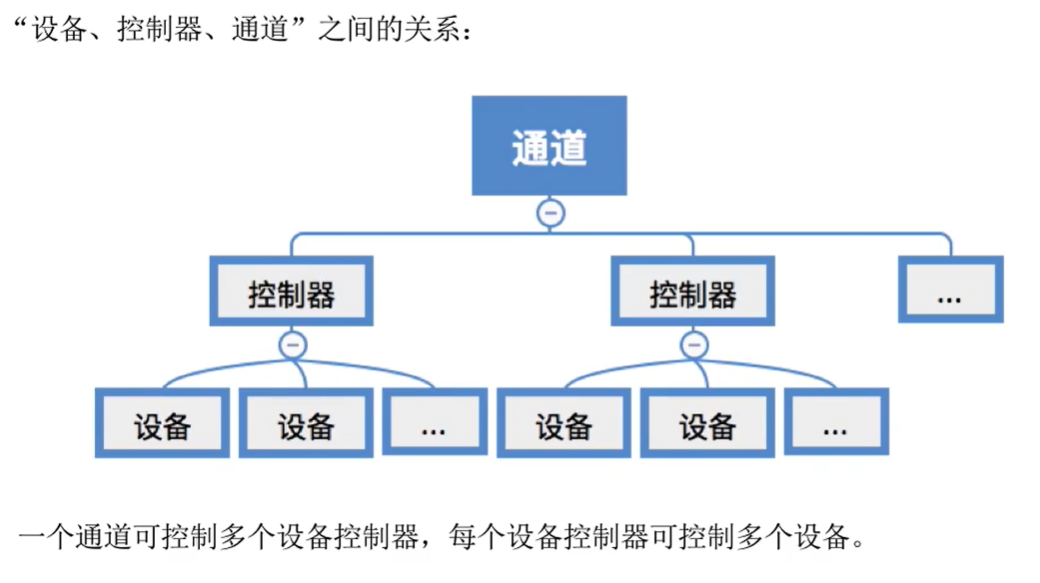 “设备、控制器、通道”之间的关系：
通道
控制器 控制器 ...
设备 设备 ... 设备 设备 ...
一个通道可控制多个设备控制器，每个设备控制器可控制多个设备。